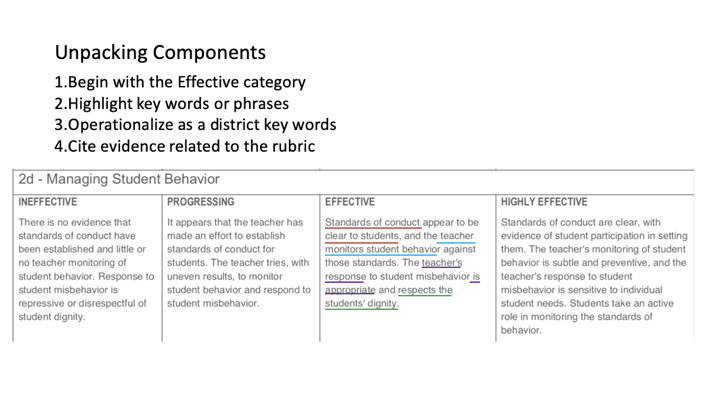 Unpacking Components
1.Begin with the Effective category
2.Highlight key words or phrases
3.Operationalize as a district key words
4.Cite evidence related to the rubric
2d - Managing Student Behavior
INEFFECTIVE
There is no evidence that
standards of conduct have
been established and little or
no teacher monitoring of
student behavior. Response to
student misbehavior is
repressive or disrespectful of
student dignity.
PROGRESSING
It appears that the teacher has
made an effort to establish
standards of conduct for
students. The teacher tries, with
uneven results, to monitor
student behavior and respond to
student misbehavior.
EFFECTIVE
Standards of conduct appear to be
clear to students, and the teacher
monitors student behavior against
those standards. The teacher's
response to student misbehavior is
appropriate and respects the
students' dignity.
HIGHLY EFFECTIVE
Standards of conduct are clear, with
evidence of student participation in setting
them. The teacher's monitoring of student
behavior is subtle and preventive, and the
teacher's response to student
misbehavior is sensitive to individual
student needs. Students take an active
role in monitoring the standards of
behavior.